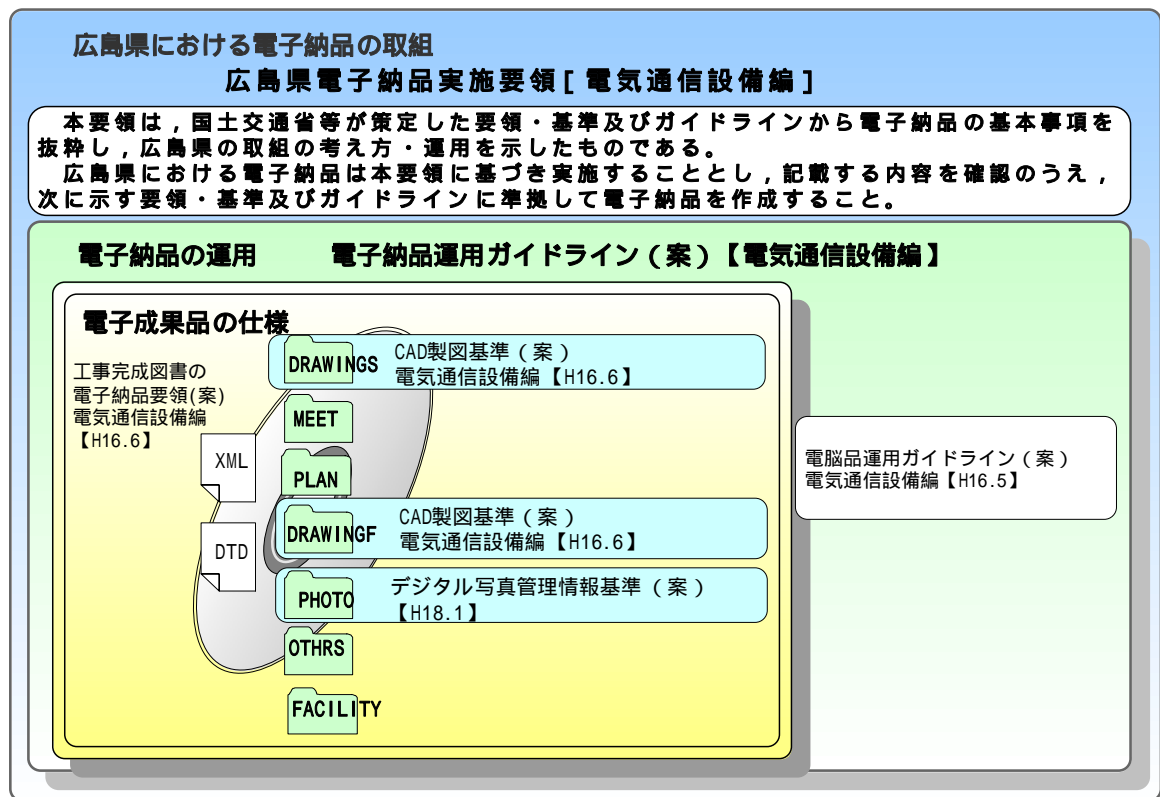 広島県における電子納品の取組
広島県電子納品実施要領[電気通信設備編]
本要領は，国土交通省等が策定した要領・基準及びガイドラインから電子納品の基本事項を
抜粋し，広島県の取組の考え方・運用を示したものである。
広島県における電子納品は本要領に基づき実施することとし，記載する内容を確認のうえ，
次に示す要領・基準及びガイドラインに準拠して電子納品を作成すること。
電子納品の運用　電子納品運用ガイドライン（案）【電気通信設備編】
電子成果品の仕様
工事完成図書の
電子納品要領(案)
電気通信設備編
【H16.6】
XML
DTD
DRAWINGS
CAD製図基準（案）
電気通信設備編【H16.6】
MEET
PLAN
DRAWINGF
CAD製図基準（案）
電気通信設備編【H16.6】
PHOTO
デジタル写真管理情報基準（案）
【H18.1】
OTHRS
FACILITY
電脳品運用ガイドライン（案）
電気通信設備編【H16.5】